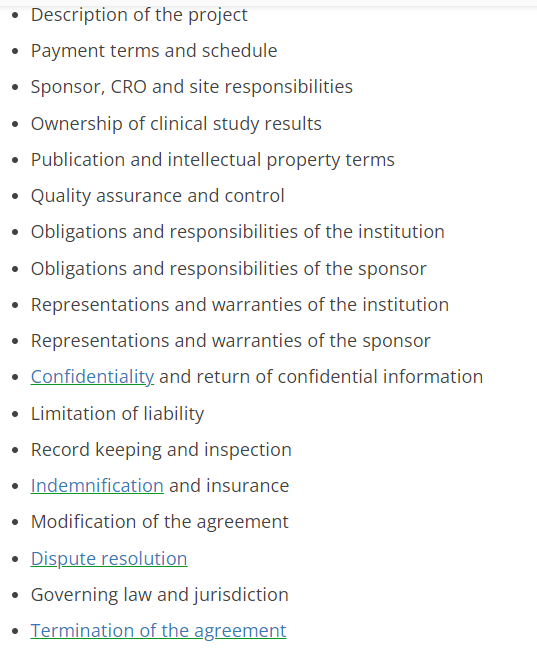 • Description of the project
• Payment terms and schedule
• Sponsor, CRO and site responsibilities
• Ownership of clinical study results
• Publication and intellectual property terms
• Quality assurance and control
• Obligations and responsibilities of the institution
• Obligations and responsibilities of the sponsor
• Representations and warranties of the institution
• Representations and warranties of the sponsor
• Confidentiality and return of confidential information
• Limitation of liability
• Record keeping and inspection
• Indemnification and insurance
• Modification of the agreement
• Dispute resolution
• Governing law and jurisdiction
• Termination of the agreement